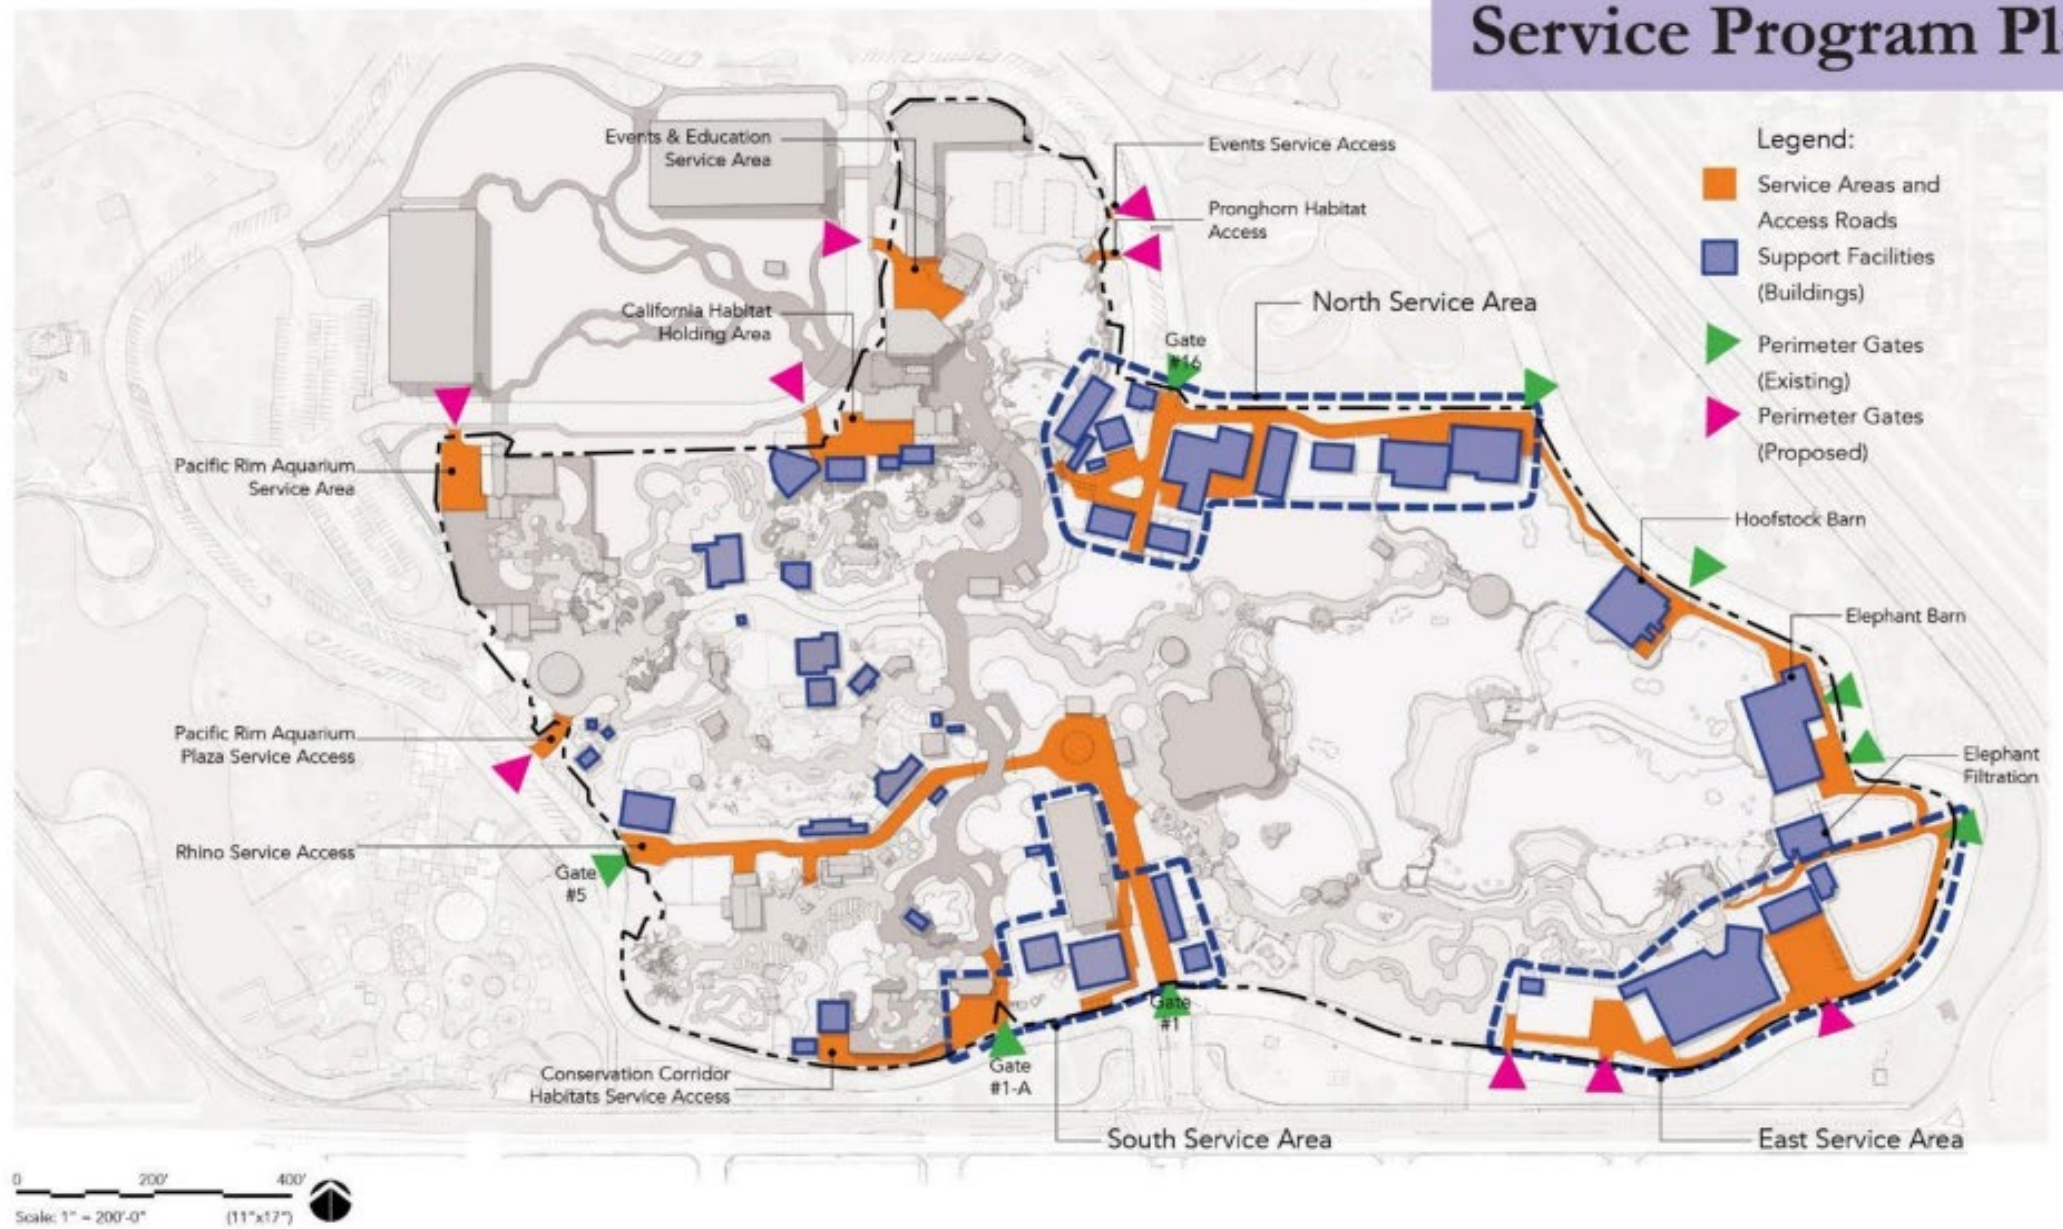 Service Program Pl
Legend:
Service Areas and
Access Roads
Support Facilities
(Buildings)
Perimeter Gates
(Existing)
Perimeter Gates
(Proposed)
Events & Education
Service Area
Events Service Access
Pronghorn Habitat
Access
California Habitat
Holding Area
North Service Area
Gate
#16
Pacific Rim Aquarium
Service Area
Hoofstock Barn
Elephant Barn
Pacific Rim Aquarium
Plaza Service Access
Elephant
Filtration
Rhino Service Access
Gate
#5
Gate
#1
Gate
#1-A
Conservation Corridor
Habitats Service Access
South Service Area
East Service Area
0 200' 400'
Scale: 1" = 200'-0" (11"x17")